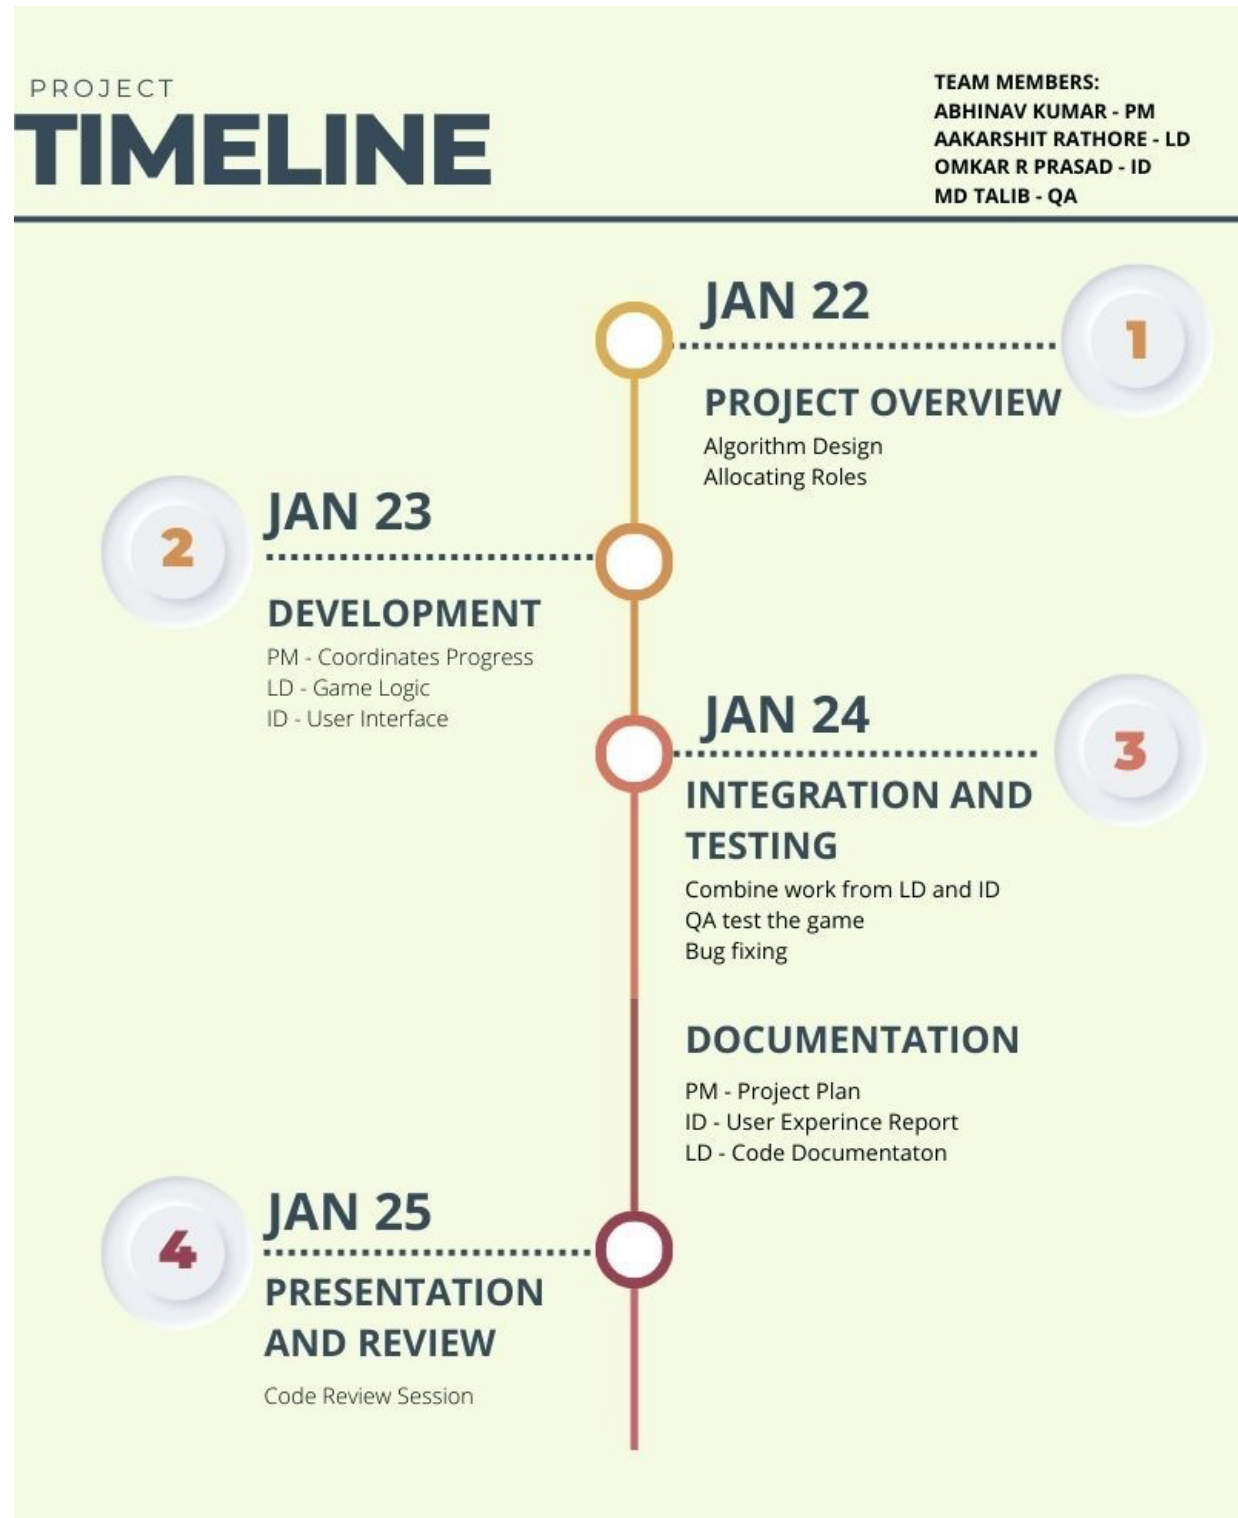 PROJECT
TIMELINE
TEAM MEMBERS:
ABHINAV KUMAR - PM
AAKARSHIT RATHORE - LD
OMKAR R PRASAD - ID
MD TALIB - QA
JAN 22
1
PROJECT OVERVIEW
Algorithm Design
Allocating Roles
2
JAN 23
DEVELOPMENT
PM - Coordinates Progress
LD - Game Logic
ID - User Interface
JAN 24
3
INTEGRATION AND
TESTING
Combine work from LD and ID
QA test the game
Bug fixing
DOCUMENTATION
PM - Project Plan
ID - User Experince Report
LD - Code Documentaton
4
JAN 25
PRESENTATION
AND REVIEW
Code Review Session